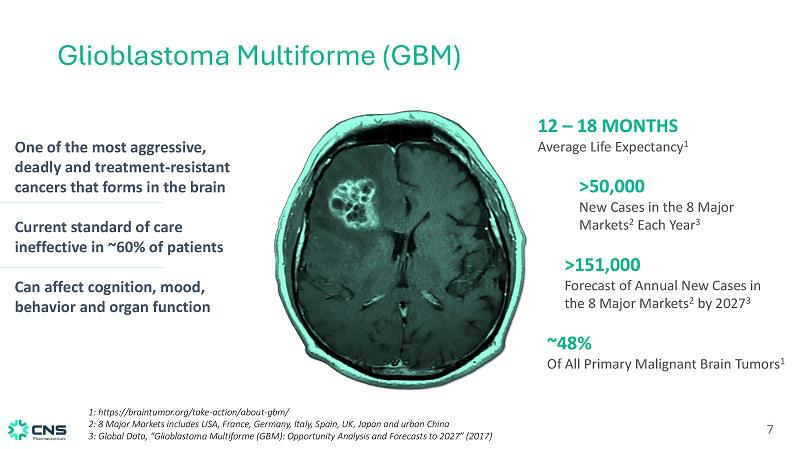 Glioblastoma Multiforme (GBM)
One of the most aggressive,
deadly and treatment-resistant
cancers that forms in the brain
Current standard of care
ineffective in ~60% of patients
Can affect cognition, mood,
behavior and organ function
12 – 18 MONTHS
Average Life Expectancy¹
>50,000
New Cases in the 8 Major
Markets² Each Year³
>151,000
Forecast of Annual New Cases in
the 8 Major Markets² by 2027³
~48%
Of All Primary Malignant Brain Tumors¹
1: https://braintumor.org/take-action/about-gbm/
2: 8 Major Markets includes USA, France, Germany, Italy, Spain, UK, Japan and urban China
3: Global Data, “Glioblastoma Multiforme (GBM): Opportunity Analysis and Forecasts to 2027” (2017)
CNS
Pharmaceuticals
7